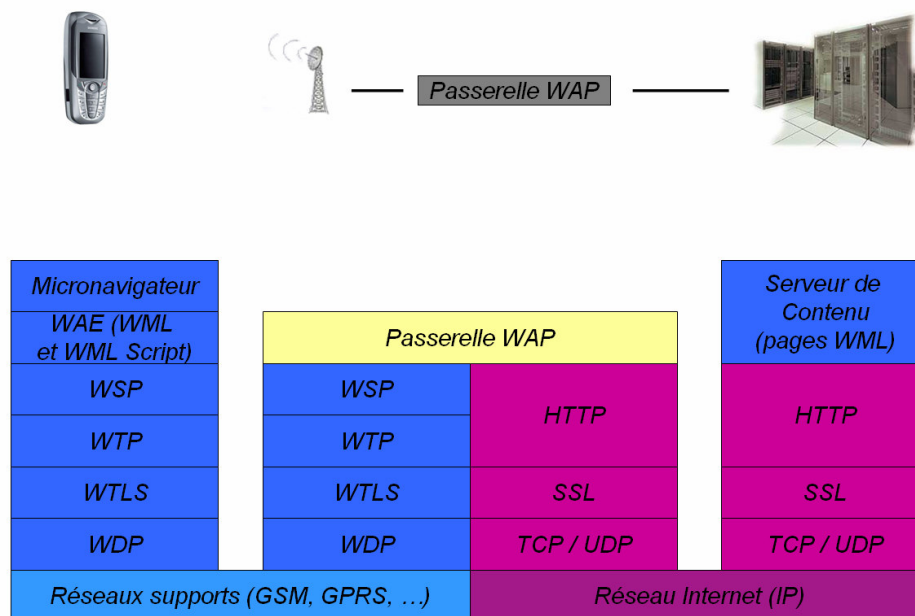 Passerelle WAP
Micronavigateur
WAE (WML
et WML Script)
WSP
WTP
WTLS
WDP
Passerelle WAP
WSP
WTP
WTLS
WDP
HTTP
SSL
TCP / UDP
Serveur de
Contenu
(pages WML)
HTTP
SSL
TCP / UDP
Réseaux supports (GSM, GPRS, …)
Réseau Internet (IP)